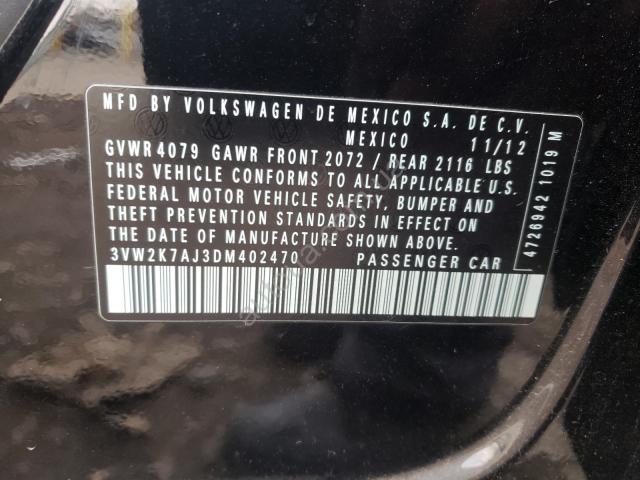 MFD BY VOLKSWAGEN DE MEXICO S.A. DE C.V.
MEXICO 11/12
GVWR 4079 GAWR FRONT 2072 / REAR 2116 LBS
THIS VEHICLE CONFORMS TO ALL APPLICABLE U.S.
FEDERAL MOTOR VEHICLE SAFETY, BUMPER AND
THEFT PREVENTION STANDARDS IN EFFECT ON
THE DATE OF MANUFACTURE SHOWN ABOVE.
3VW2K7AJ3DM402470 PASSENGER CAR
4726942 1019 M